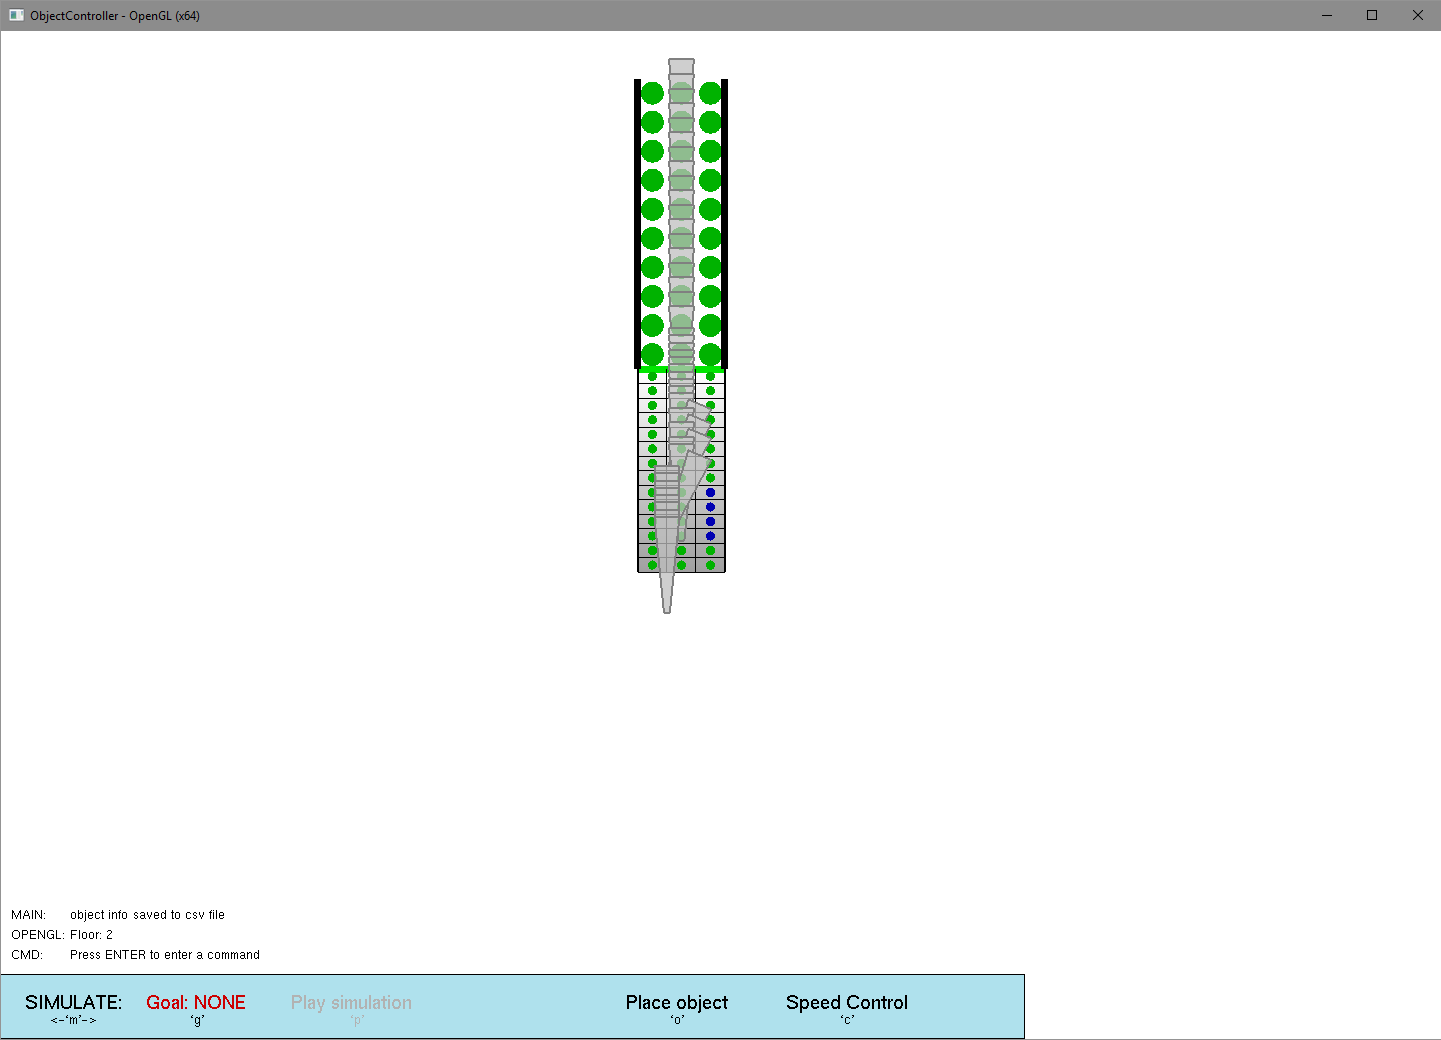 ObjectController - OpenGL (x64)
MAIN: object info saved to csv file
OPENGL: Floor: 2
CMD: Press ENTER to enter a command
SIMULATE: Goal: NONE Play simulation Place object Speed Control
<-'m'-> 'g' 'p' 'o' 'c'